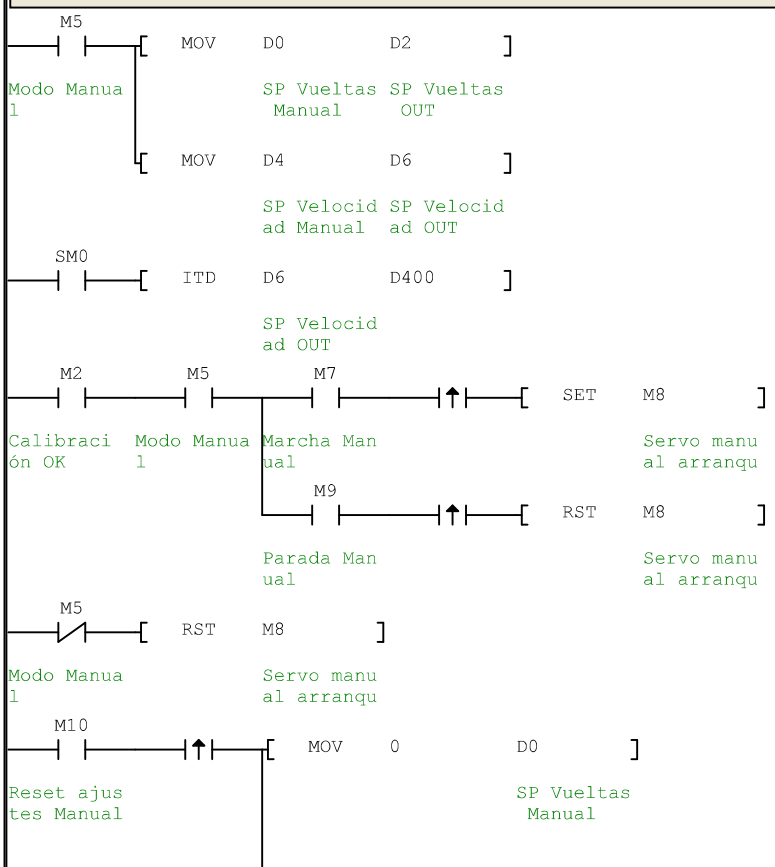 M5
MOV D0 D2
Modo Manua SP Vueltas SP Vueltas
l Manual OUT
MOV D4 D6
SP Velocid SP Velocid
ad Manual ad OUT
SM0
ITD D6 D400
SP Velocid
ad OUT
M2 M5 M7
SET M8
Calibraci Modo Manua Marcha Man Servo manu
ón OK l ual al arranqu
M9
RST M8
Parada Man Servo manu
ual al arranqu
M5
RST M8
Modo Manua Servo manu
l al arranqu
M10
MOV 0 D0
Reset ajus SP Vueltas
tes Manual Manual